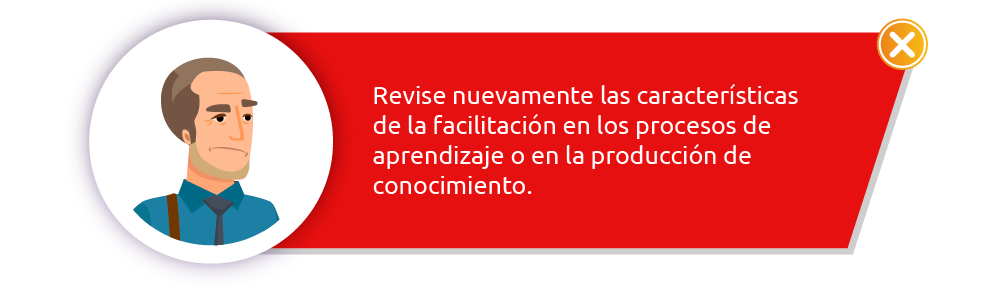 Revise nuevamente las características
de la facilitación en los procesos de
aprendizaje o en la producción de
conocimiento.